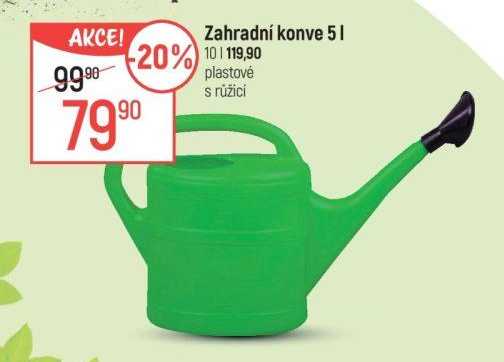 AKCE!
-20%
9990
7990
Zahradní konve 5 l
10 l 119,90
plastové
s růžicí